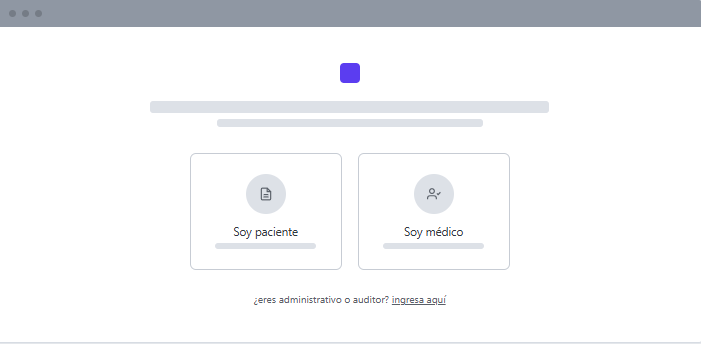 Soy paciente
Soy médico
¿eres administrativo o auditor? ingresa aquí